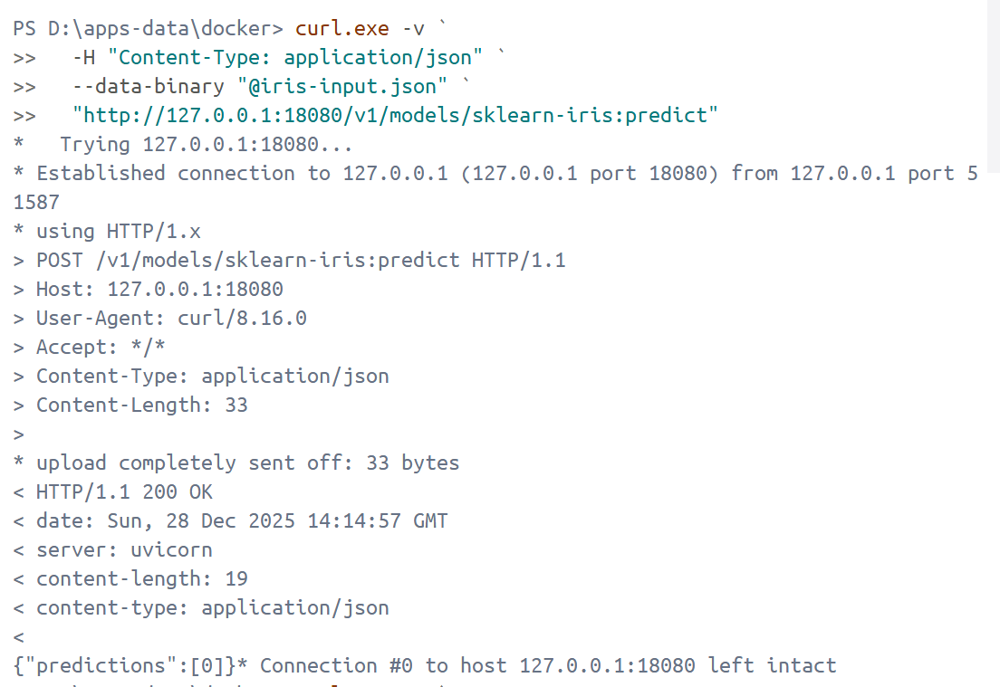 PS D:\apps-data\docker> curl.exe -v `
>>   -H "Content-Type: application/json" `
>>   --data-binary "@iris-input.json" `
>>   "http://127.0.0.1:18080/v1/models/sklearn-iris:predict"
*   Trying 127.0.0.1:18080...
* Established connection to 127.0.0.1 (127.0.0.1 port 18080) from 127.0.0.1 port 5
1587
* using HTTP/1.x
> POST /v1/models/sklearn-iris:predict HTTP/1.1
> Host: 127.0.0.1:18080
> User-Agent: curl/8.16.0
> Accept: */*
> Content-Type: application/json
> Content-Length: 33
>
* upload completely sent off: 33 bytes
< HTTP/1.1 200 OK
< date: Sun, 28 Dec 2025 14:14:57 GMT
< server: uvicorn
< content-length: 19
< content-type: application/json
<
{"predictions":[0]}* Connection #0 to host 127.0.0.1:18080 left intact